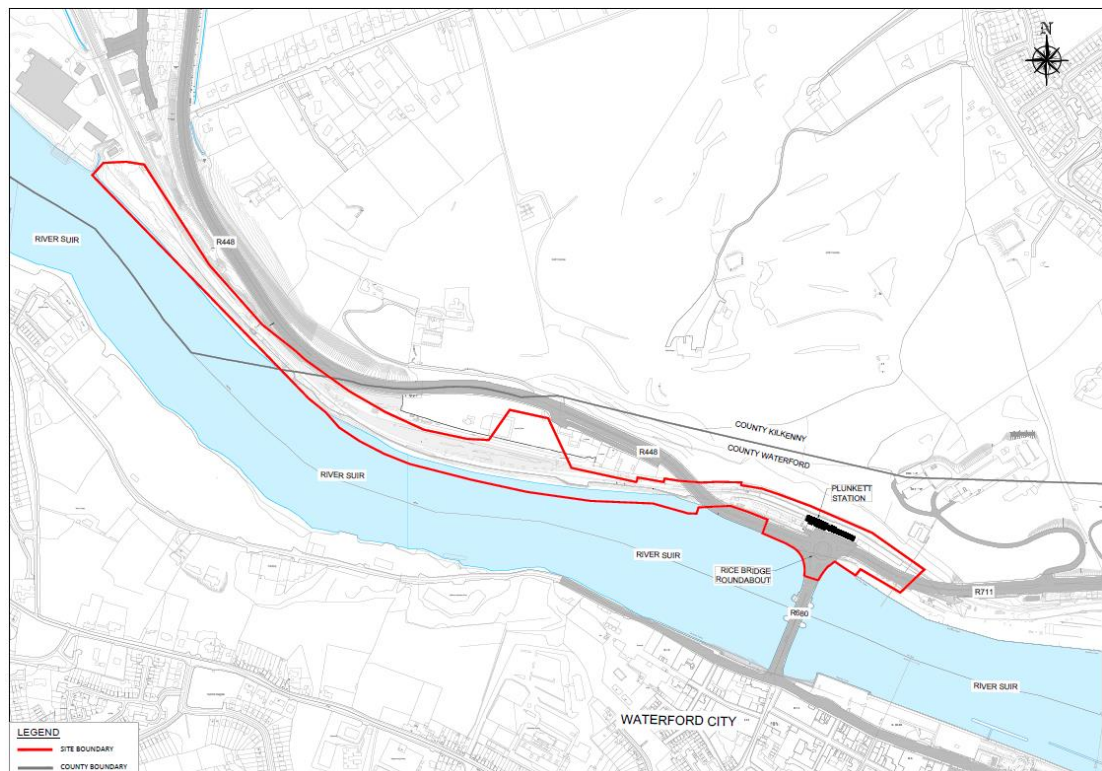 N
RIVER SUIR
R448
COUNTY KILKENNY
COUNTY WATERFORD
R448
PLUNKETT
STATION
RIVER SUIR
RIVER SUIR
RICE BRIDGE
ROUNDABOUT
R711
R680
RIVER SUIR
WATERFORD CITY
LEGEND
SITE BOUNDARY
COUNTY BOUNDARY